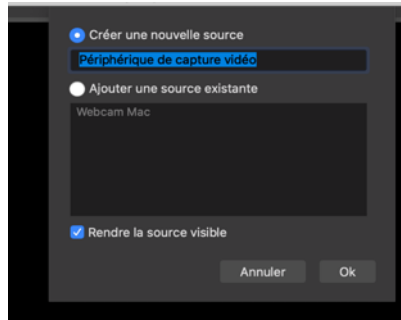 Créer une nouvelle source
Périphérique de capture vidéo
Ajouter une source existante
Webcam Mac
Rendre la source visible
Annuler Ok